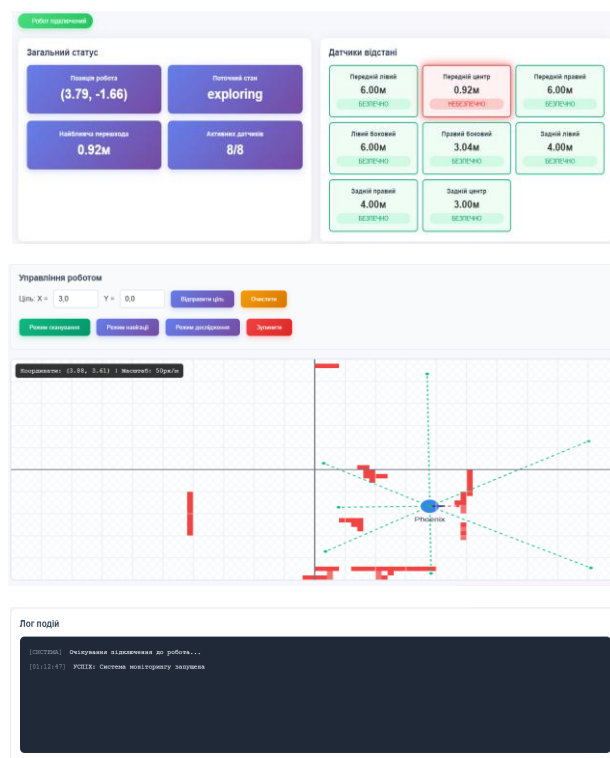 Робот підключений
Загальний статус
Позиція робота
(3.79, -1.66)
Поточний стан
exploring
Найближча перешкода
0.92м
Активних датчиків
8/8
Датчики відстані
Передній лівий
6.00м
БЕЗПЕЧНО
Передній центр
0.92м
НЕБЕЗПЕЧНО
Передній правий
6.00м
БЕЗПЕЧНО
Лівий боковий
6.00м
БЕЗПЕЧНО
Правий боковий
3.04м
БЕЗПЕЧНО
Задній лівий
4.00м
БЕЗПЕЧНО
Задній правий
4.00м
БЕЗПЕЧНО
Задній центр
3.00м
БЕЗПЕЧНО
Управління роботом
Ціль: X = 3,0 Y = 0,0 Відправити ціль Очистити
Режим сканування Режим навігації Режим дослідження Зупинити
Координати: (3.88, 3.61) | Масштаб: 50px/м
Phoenix
Лог подій
[СИСТЕМА] Очікування підключення до робота...
[01:12:47] УСПІХ: Система моніторингу запущена